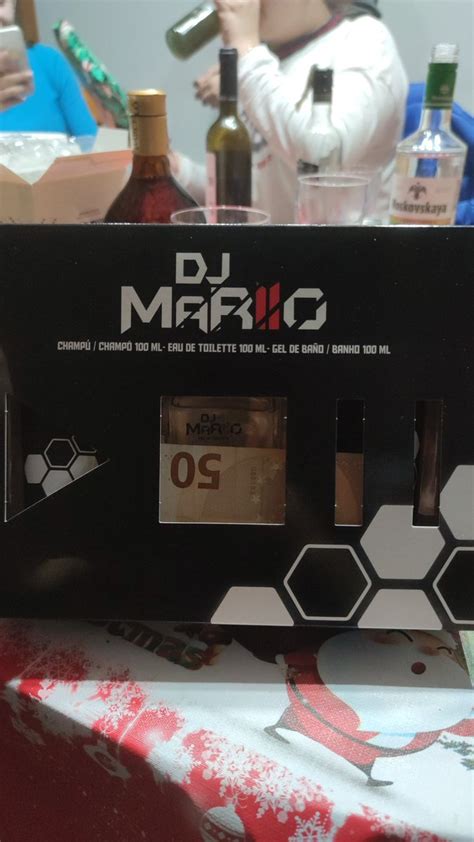 Moskovskaya
DJ
MARIIO
CHAMPÚ / CHAMPÔ 100 ML- EAU DE TOILETTE 100 ML- GEL DE BAÑO / BANHO 100 ML
DJ
MARIIO
50